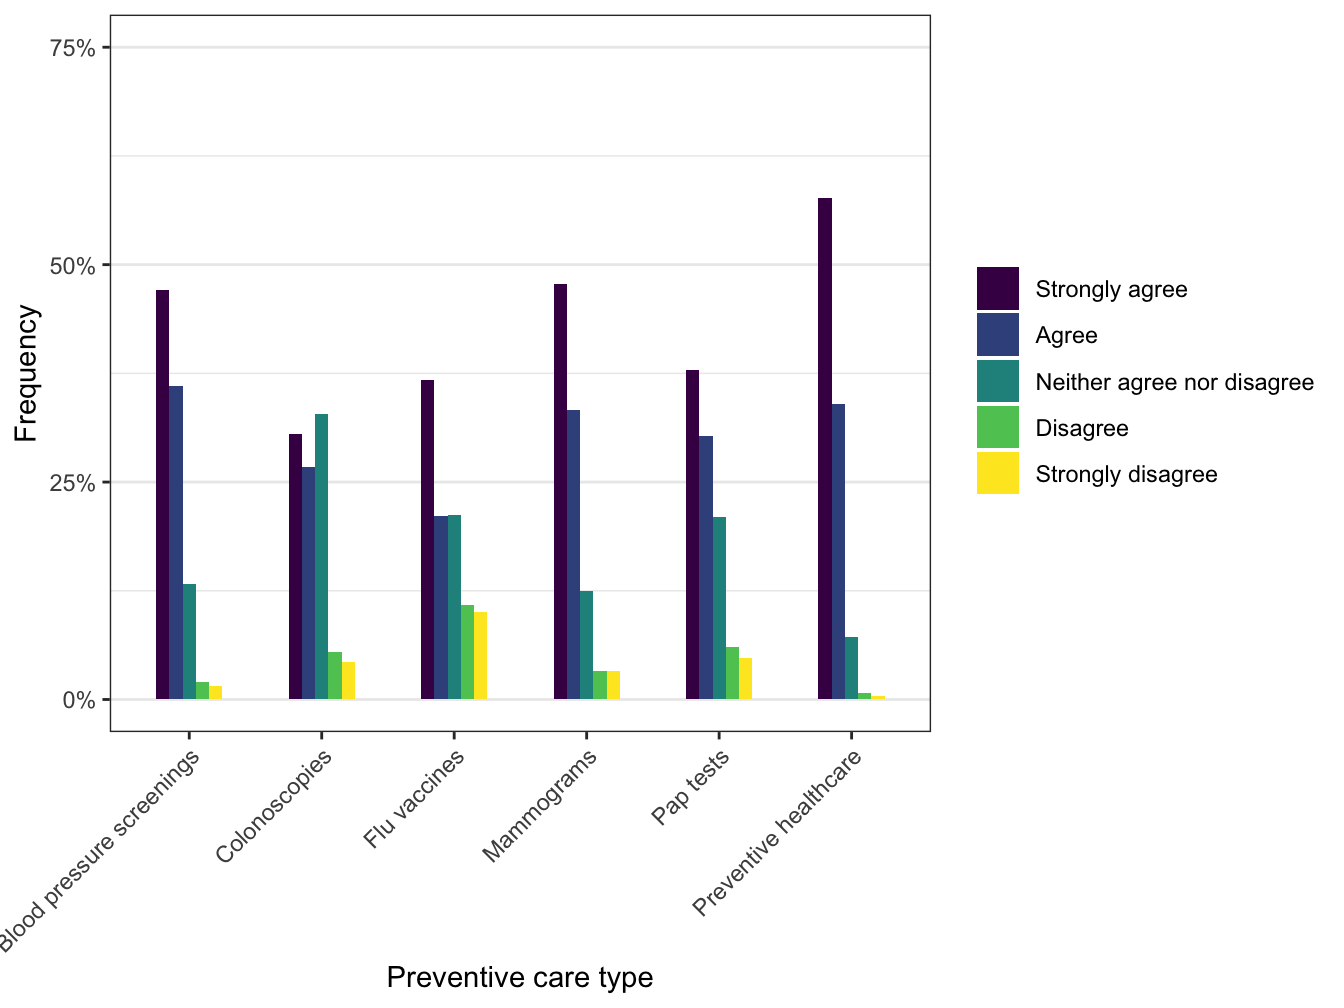 75%
50%
25%
0%
Frequency
Blood pressure screenings
Colonoscopies
Flu vaccines
Mammograms
Pap tests
Preventive healthcare
Preventive care type
Strongly agree
Agree
Neither agree nor disagree
Disagree
Strongly disagree